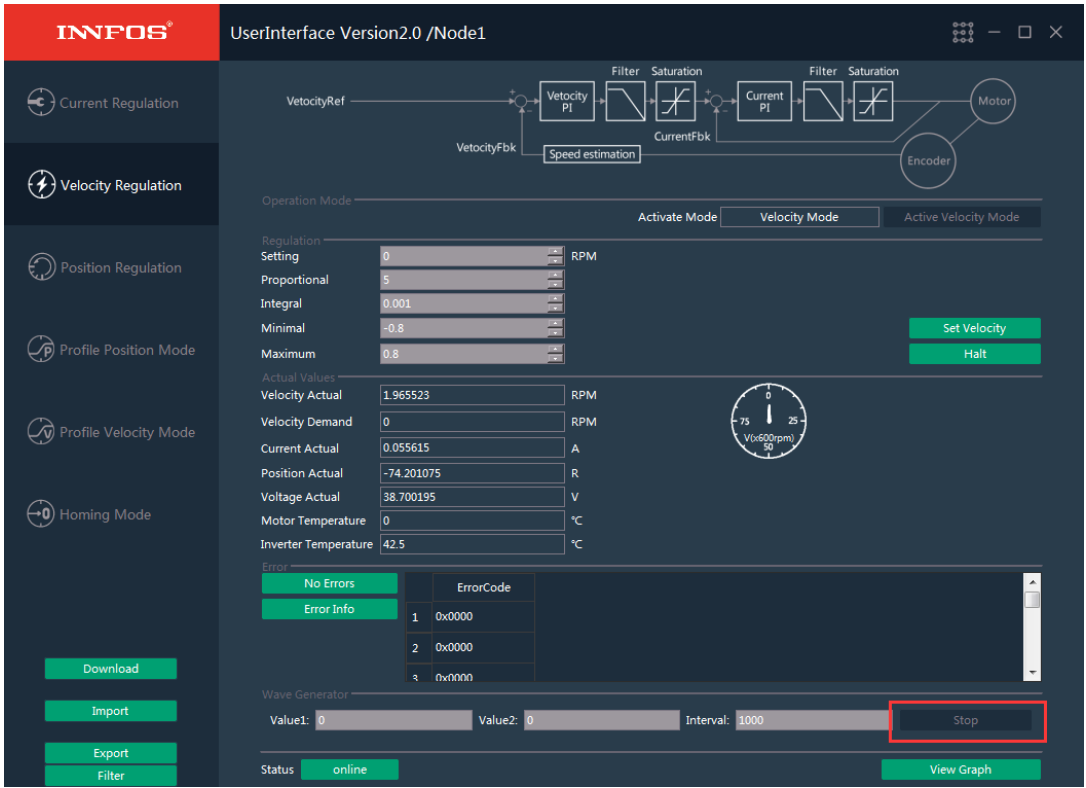 INNFOS®
UserInterface Version2.0 /Node1
Current Regulation
Velocity Regulation
Position Regulation
Profile Position Mode
Profile Velocity Mode
Homing Mode
Download
Import
Export
Filter
Filter Saturation Filter Saturation
VetocityRef
+
-
Vetocity
PI
+
-
Current
PI
Motor
CurrentFbk
VetocityFbk
Speed estimation
Encoder
Operation Mode
Activate Mode Velocity Mode Active Velocity Mode
Regulation
Setting 0 RPM
Proportional 5
Integral 0.001
Minimal -0.8 Set Velocity
Maximum 0.8 Halt
Actual Values
Velocity Actual 1.965523 RPM
Velocity Demand 0 RPM
Current Actual 0.055615 A
Position Actual -74.201075 R
Voltage Actual 38.700195 V
Motor Temperature 0 ℃
Inverter Temperature 42.5 ℃
0
75 25
V(x600rpm)
50
Error
No Errors
Error Info
ErrorCode
1 0x0000
2 0x0000
3 0x0000
Wave Generator
Value1: 0 Value2: 0 Interval: 1000 Stop
Status online View Graph